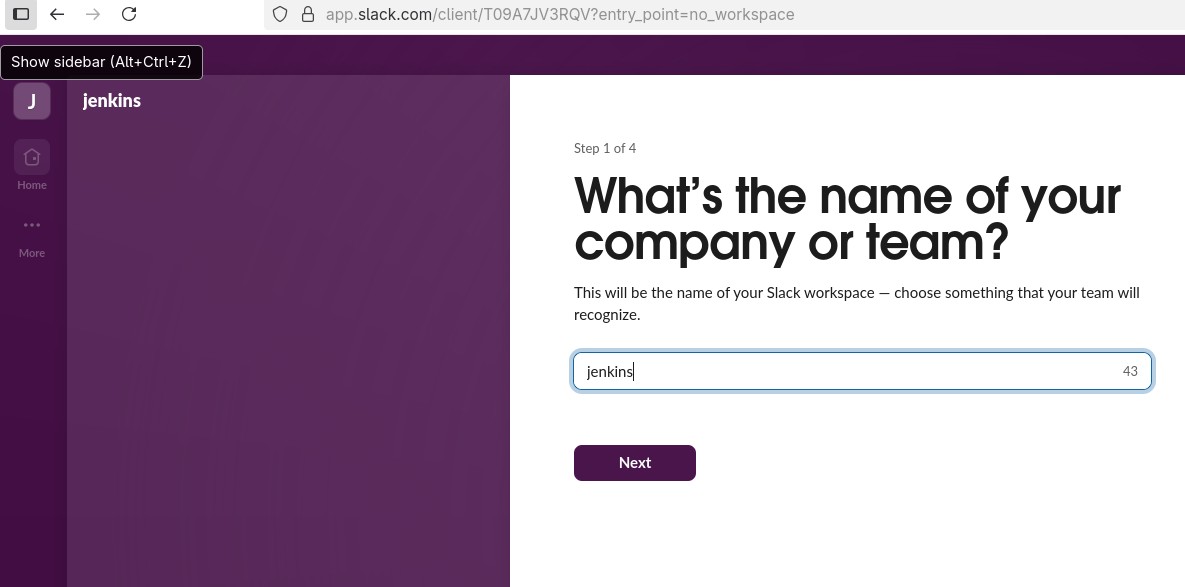 app.slack.com/client/T09A7JV3RQV?entry_point=no_workspace
Show sidebar (Alt+Ctrl+Z)
J
jenkins
Home
More
Step 1 of 4
What's the name of your
company or team?
This will be the name of your Slack workspace — choose something that your team will
recognize.
jenkins
43
Next